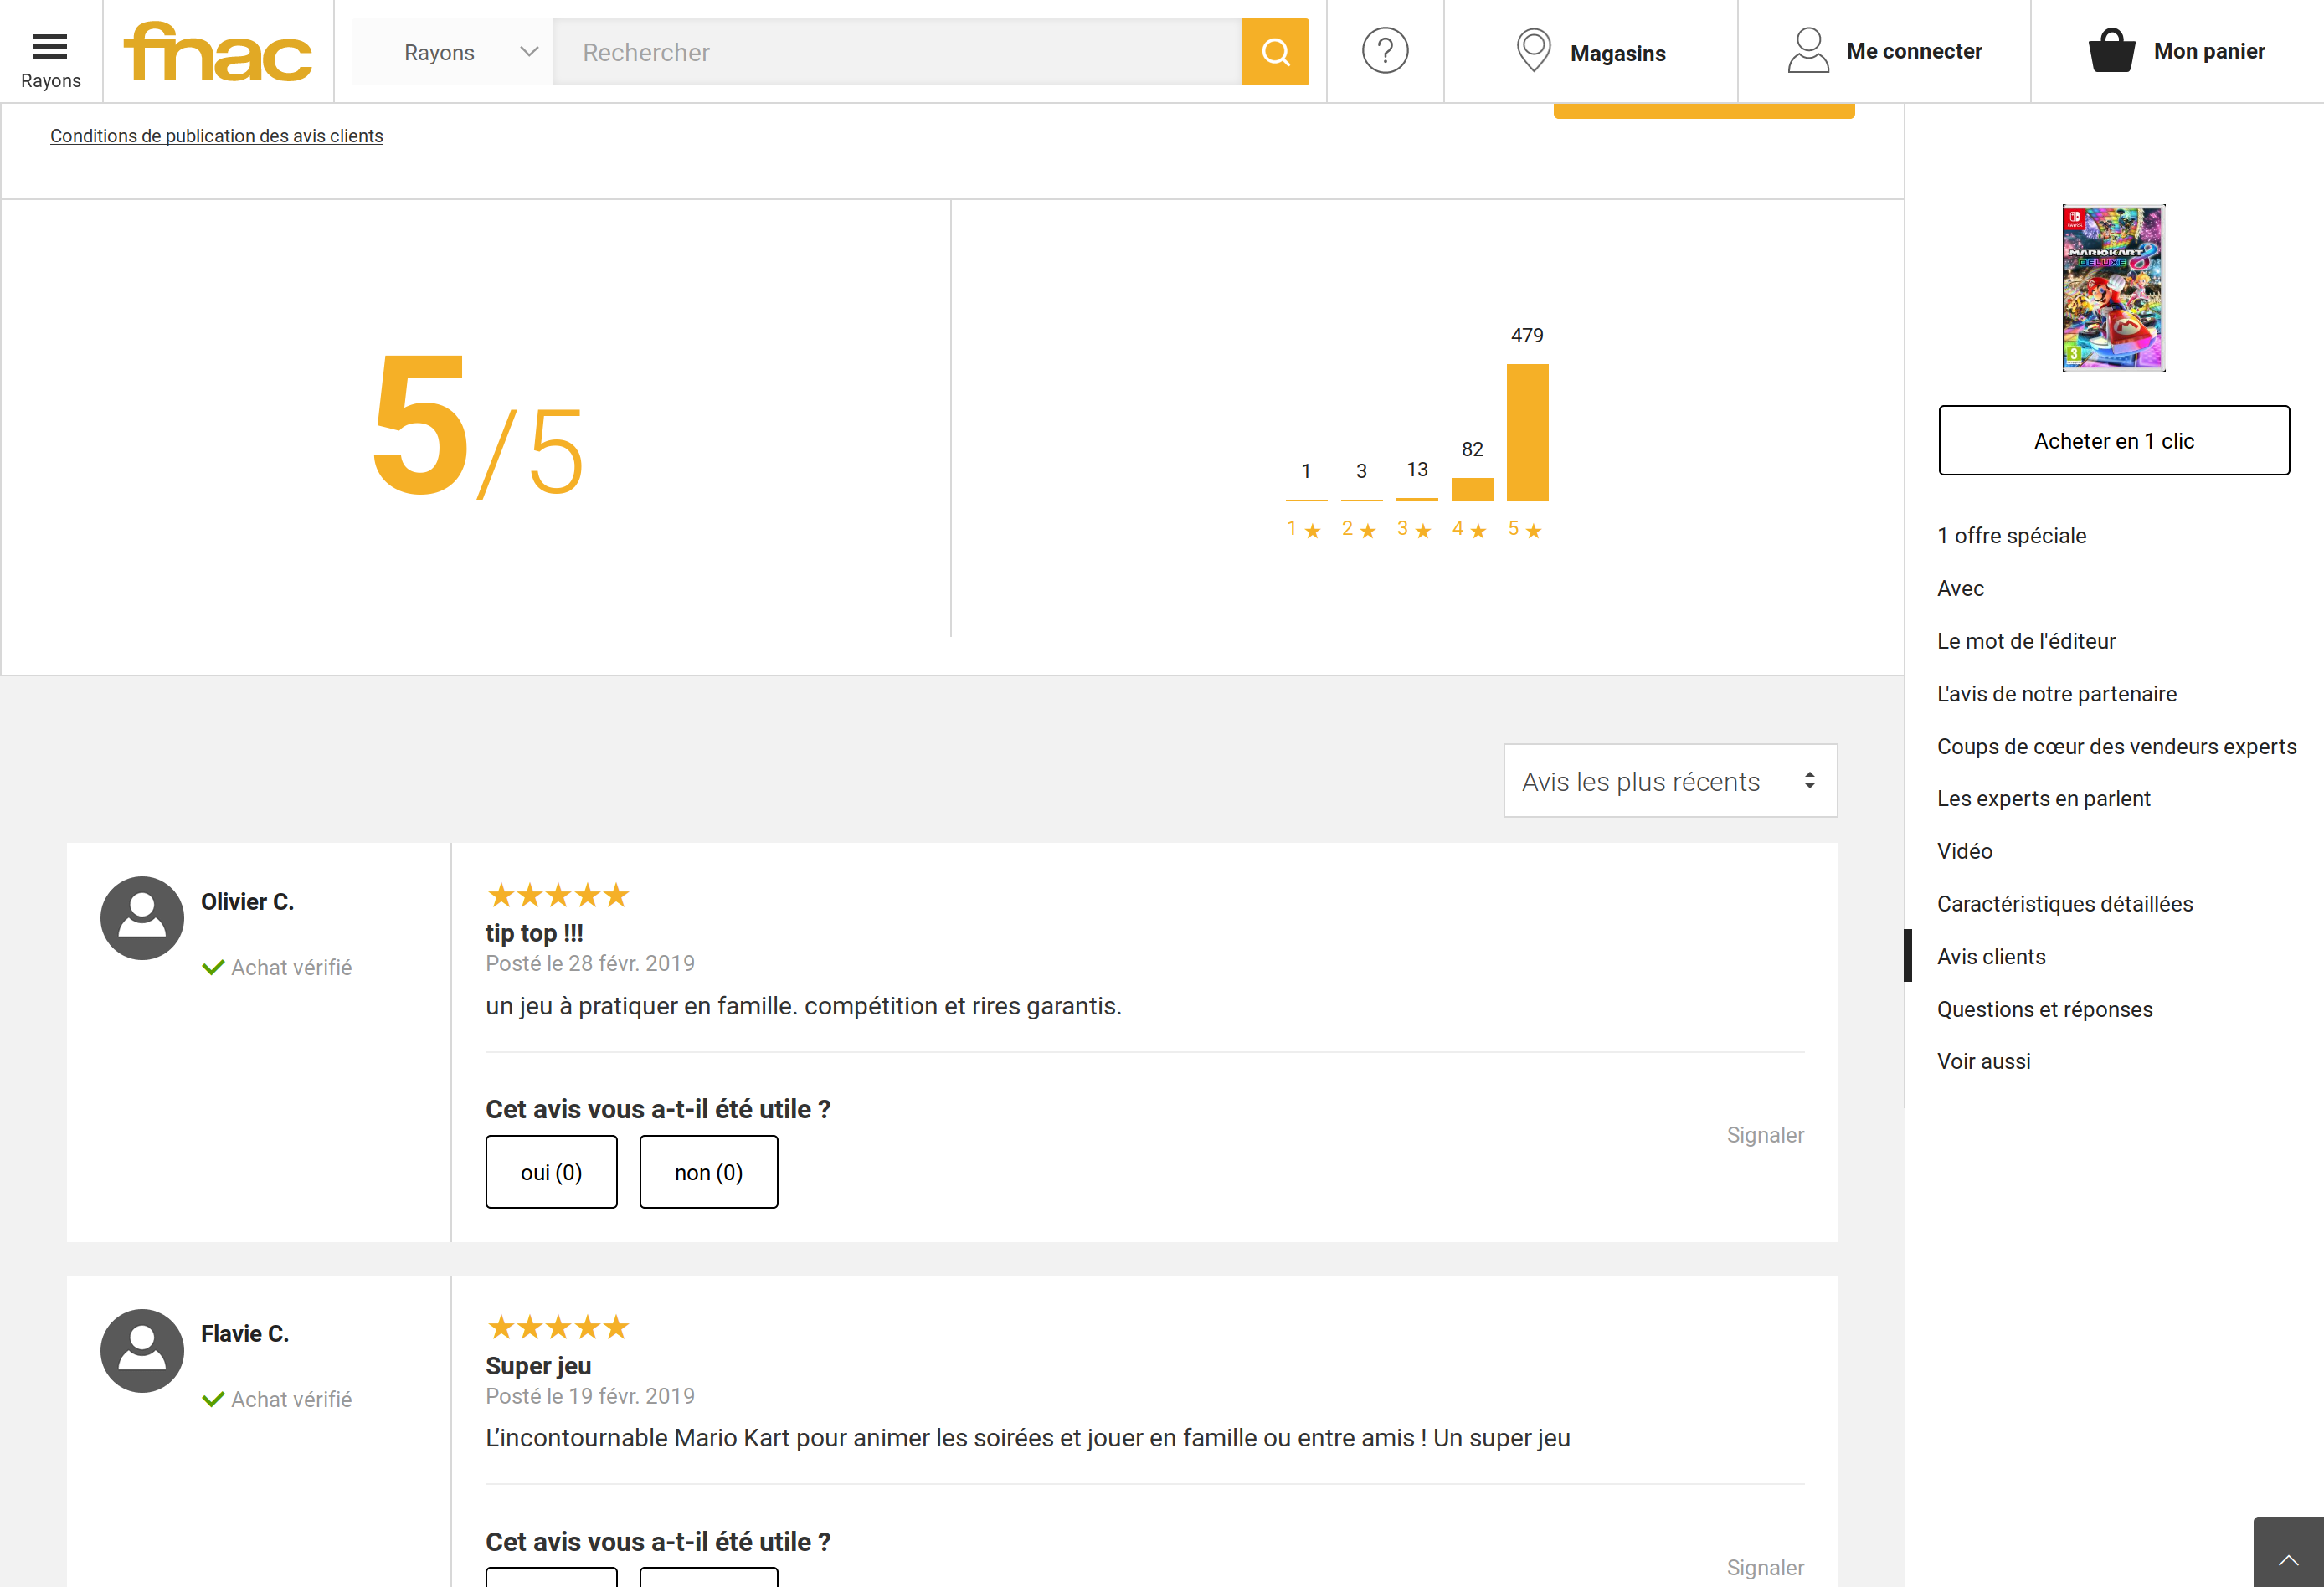 Rayons
fnac
Rayons
Rechercher
?
Magasins
Me connecter
Mon panier
Conditions de publication des avis clients
5/5
479
82
13
3
1
1 ★ 2 ★ 3 ★ 4 ★ 5 ★
MARIOKART 8
DELUXE
3
Acheter en 1 clic
1 offre spéciale
Avec
Le mot de l'éditeur
L'avis de notre partenaire
Coups de cœur des vendeurs experts
Les experts en parlent
Vidéo
Caractéristiques détaillées
Avis clients
Questions et réponses
Voir aussi
Avis les plus récents
Olivier C.
Achat vérifié
★★★★★
tip top !!!
Posté le 28 févr. 2019
un jeu à pratiquer en famille. compétition et rires garantis.
Cet avis vous a-t-il été utile ?
oui (0)
non (0)
Signaler
Flavie C.
Achat vérifié
★★★★★
Super jeu
Posté le 19 févr. 2019
L’incontournable Mario Kart pour animer les soirées et jouer en famille ou entre amis ! Un super jeu
Cet avis vous a-t-il été utile ?
Signaler